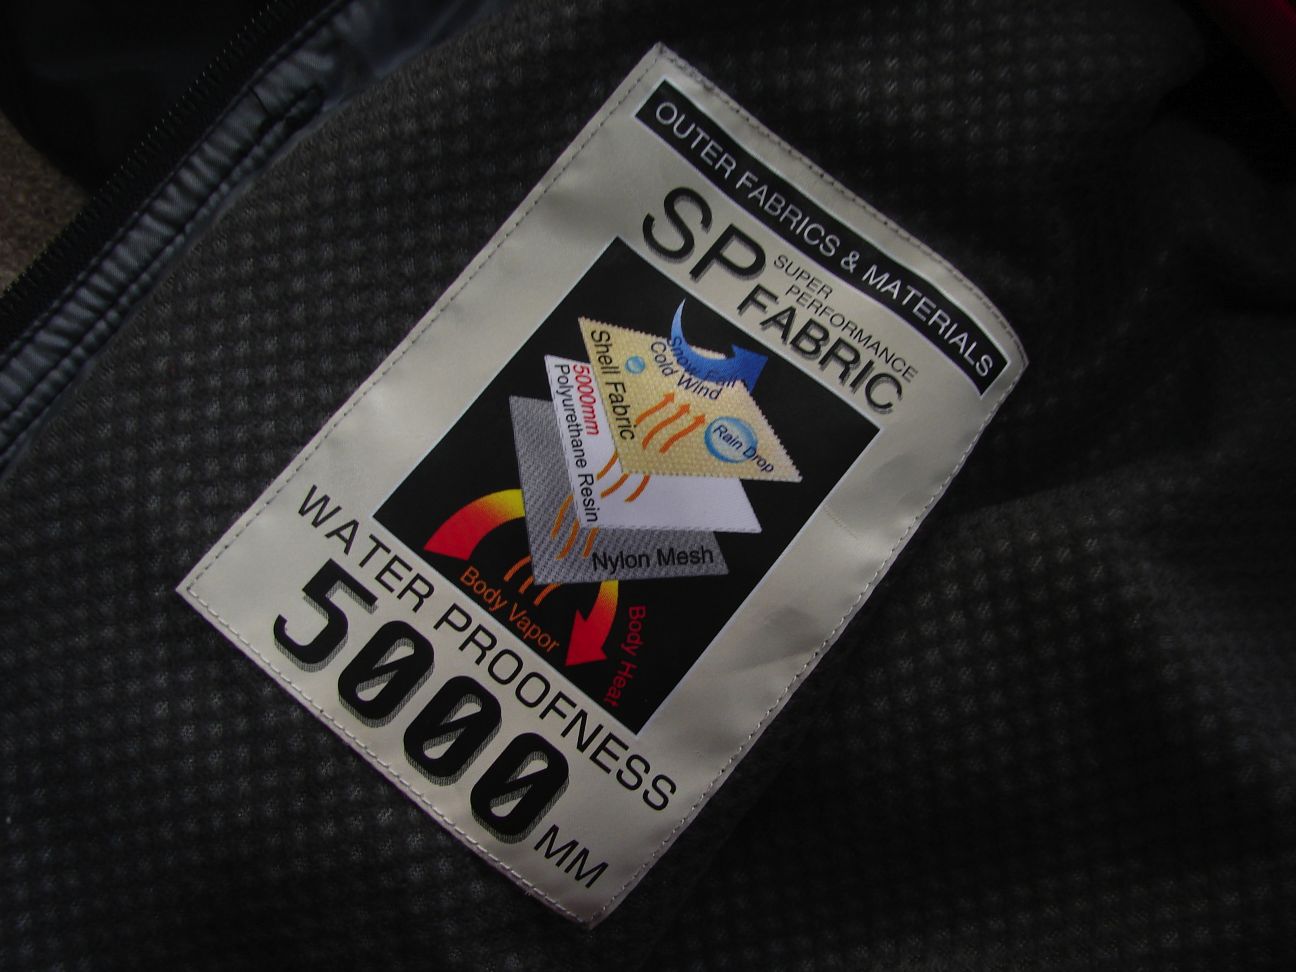 OUTER FABRICS & MATERIALS
SP SUPER PERFORMANCE FABRIC
Snow Fall
Cold Wind
Shell Fabric
Rain Drop
5000mm
Polyurethane Resin
Nylon Mesh
Body Vapor
Body Heat
WATER PROOFNESS
5000 MM